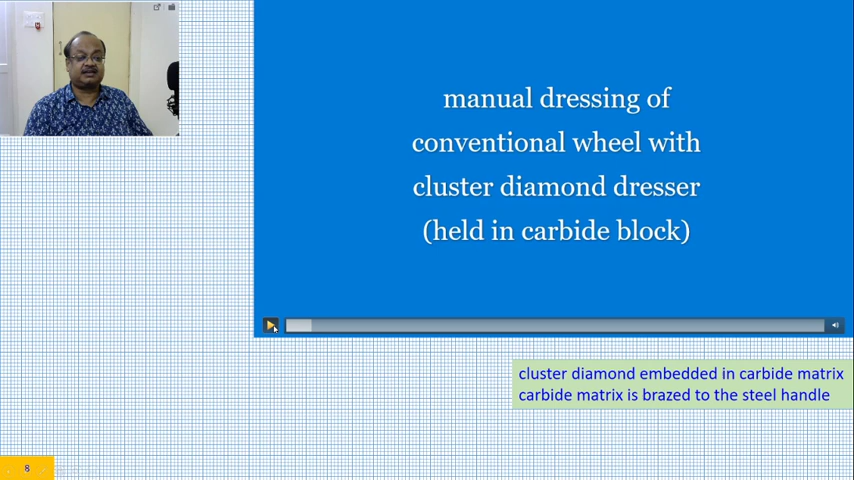 manual dressing of
conventional wheel with
cluster diamond dresser
(held in carbide block)
cluster diamond embedded in carbide matrix
carbide matrix is brazed to the steel handle
8